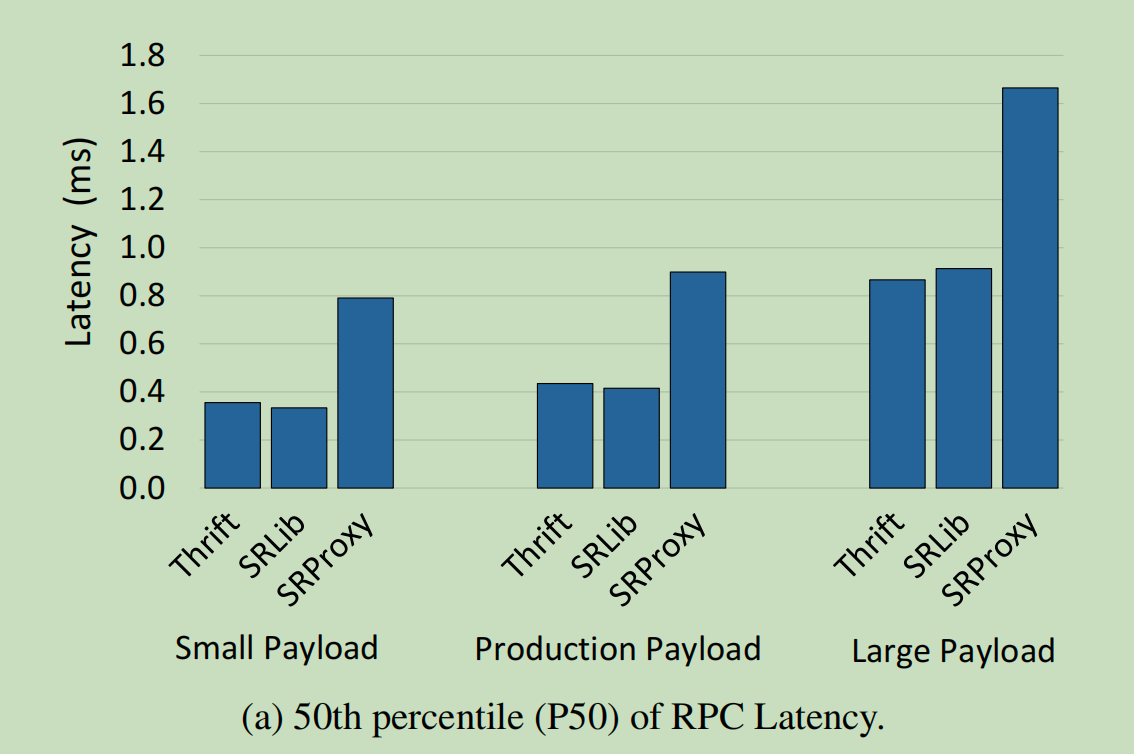 1.8
1.6
1.4
1.2
1.0
0.8
0.6
0.4
0.2
0.0
Latency (ms)
Thrift
SRLib
SRProxy
Thrift
SRLib
SRProxy
Thrift
SRLib
SRProxy
Small Payload
Production Payload
Large Payload
(a) 50th percentile (P50) of RPC Latency.